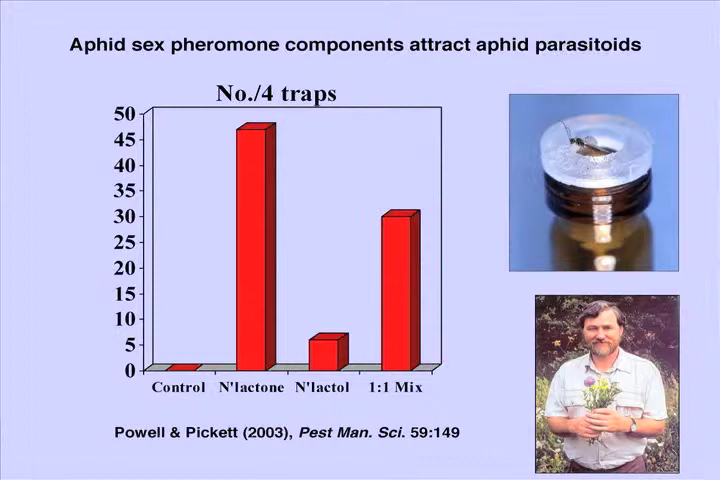 Aphid sex pheromone components attract aphid parasitoids
No./4 traps
50
45
40
35
30
25
20
15
10
5
0
Control N'lactone N'lactol 1:1 Mix
Powell & Pickett (2003), Pest Man. Sci. 59:149